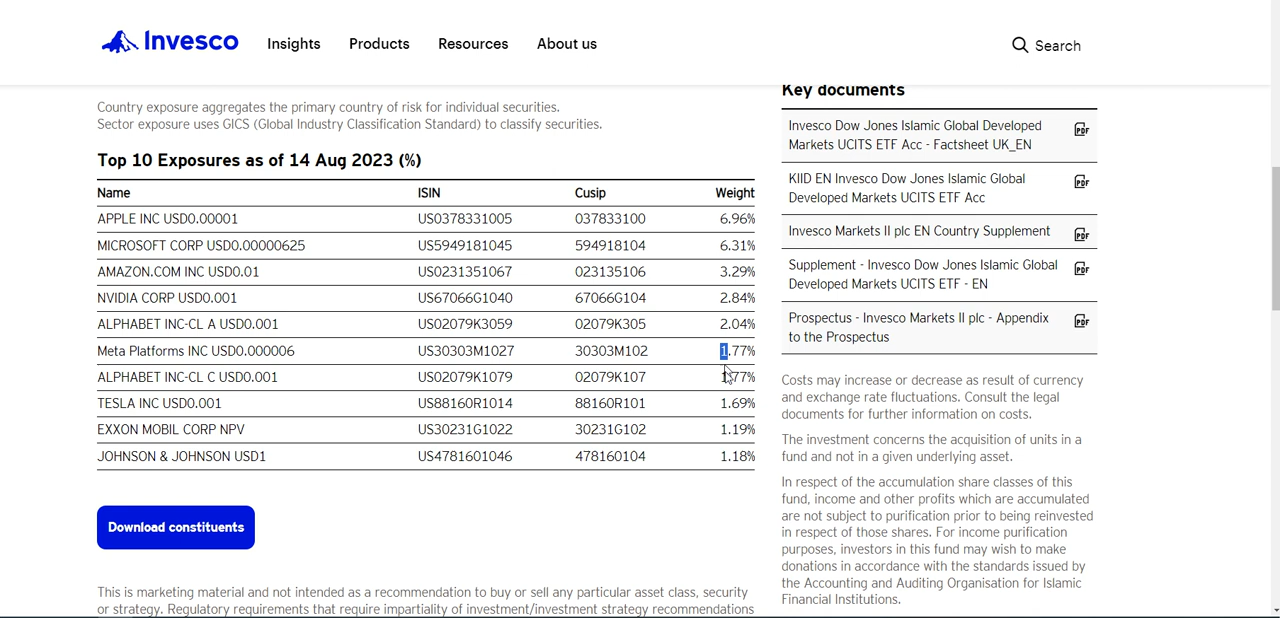 Invesco
Insights
Products
Resources
About us
Search
Country exposure aggregates the primary country of risk for individual securities.
Sector exposure uses GICS (Global Industry Classification Standard) to classify securities.
Top 10 Exposures as of 14 Aug 2023 (%)
Name ISIN Cusip Weight
APPLE INC USD0.00001 US0378331005 037833100 6.96%
MICROSOFT CORP USD0.00000625 US5949181045 594918104 6.31%
AMAZON.COM INC USD0.01 US0231351067 023135106 3.29%
NVIDIA CORP USD0.001 US67066G1040 67066G104 2.84%
ALPHABET INC-CL A USD0.001 US02079K3059 02079K305 2.04%
Meta Platforms INC USD0.000006 US30303M1027 30303M102 1.77%
ALPHABET INC-CL C USD0.001 US02079K1079 02079K107 1.77%
TESLA INC USD0.001 US88160R1014 88160R101 1.69%
EXXON MOBIL CORP NPV US30231G1022 30231G102 1.19%
JOHNSON & JOHNSON USD1 US4781601046 478160104 1.18%
Download constituents
This is marketing material and not intended as a recommendation to buy or sell any particular asset class, security
or strategy. Regulatory requirements that require impartiality of investment/investment strategy recommendations
Key documents
Invesco Dow Jones Islamic Global Developed
Markets UCITS ETF Acc - Factsheet UK_EN
PDF
KIID EN Invesco Dow Jones Islamic Global
Developed Markets UCITS ETF Acc
PDF
Invesco Markets II plc EN Country Supplement
PDF
Supplement - Invesco Dow Jones Islamic Global
Developed Markets UCITS ETF - EN
PDF
Prospectus - Invesco Markets II plc - Appendix
to the Prospectus
PDF
Costs may increase or decrease as result of currency
and exchange rate fluctuations. Consult the legal
documents for further information on costs.
The investment concerns the acquisition of units in a
fund and not in a given underlying asset.
In respect of the accumulation share classes of this
fund, income and other profits which are accumulated
are not subject to purification prior to being reinvested
in respect of those shares. For income purification
purposes, investors in this fund may wish to make
donations in accordance with the standards issued by
the Accounting and Auditing Organisation for Islamic
Financial Institutions.